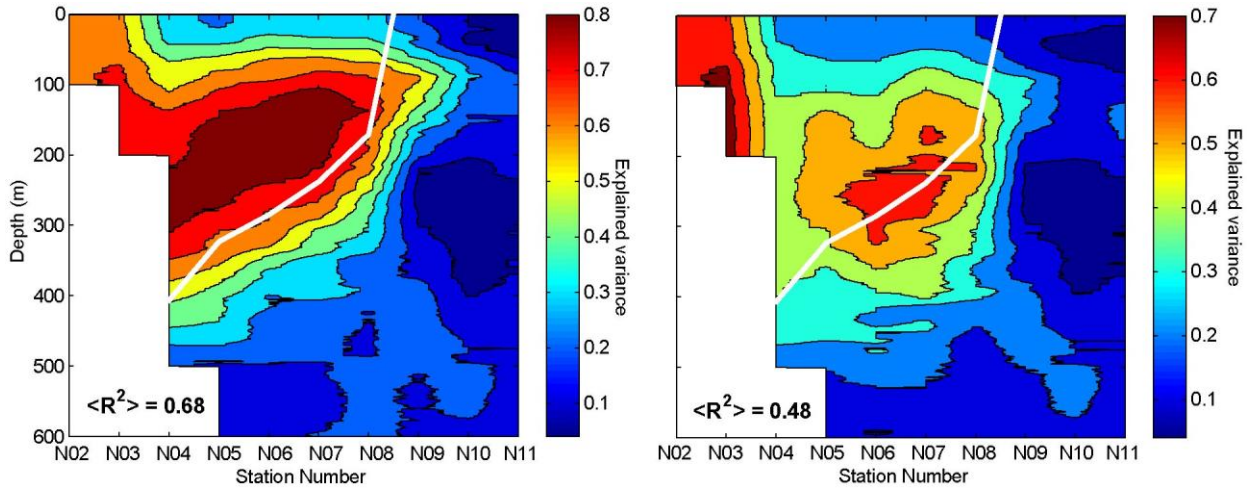 0
100
200
300
400
500
600
Depth (m)
<R² > = 0.68
N02 N03 N04 N05 N06 N07 N08 N09 N10 N11
Station Number
0.8
0.7
0.6
0.5
0.4
0.3
0.2
0.1
Explained variance
<R² > = 0.48
N02 N03 N04 N05 N06 N07 N08 N09 N10 N11
Station Number
0.7
0.6
0.5
0.4
0.3
0.2
0.1
Explained variance